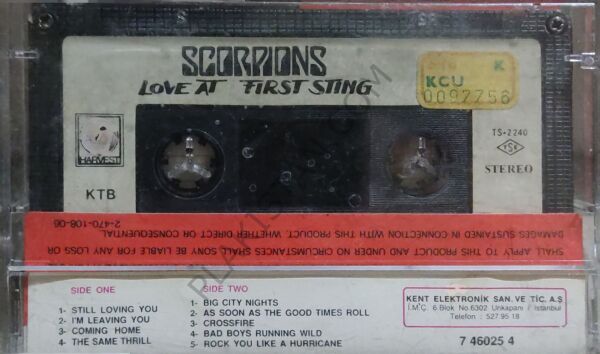 SCORPIONS
LOVE AT FIRST STING
K
KCU
0097756
HARVEST
KTB
TS-2240
STEREO
SHALL APPLY TO THIS PRODUCT AND UNDER NO CIRCUMSTANCES SHALL SONY BE LIABLE FOR ANY LOSS OR
DAMAGES SUSTAINED IN CONNECTION WITH THIS PRODUCT, WHETHER DIRECT OR CONSEQUENTIAL
2-470-108-06
SIDE ONE
1- STILL LOVING YOU
2- I'M LEAVING YOU
3- COMING HOME
4- THE SAME THRILL
SIDE TWO
1- BIG CITY NIGHTS
2- AS SOON AS THE GOOD TIMES ROLL
3- CROSSFIRE
4- BAD BOYS RUNNING WILD
5- ROCK YOU LIKE A HURRICANE
KENT ELEKTRONİK SAN. VE TİC. A.Ş
İ.M.Ç. 6.Blok No.6302 Unkapanı / İstanbul
Telefon : 527 95 18
7 46025 4
PLAKISTAN.COM